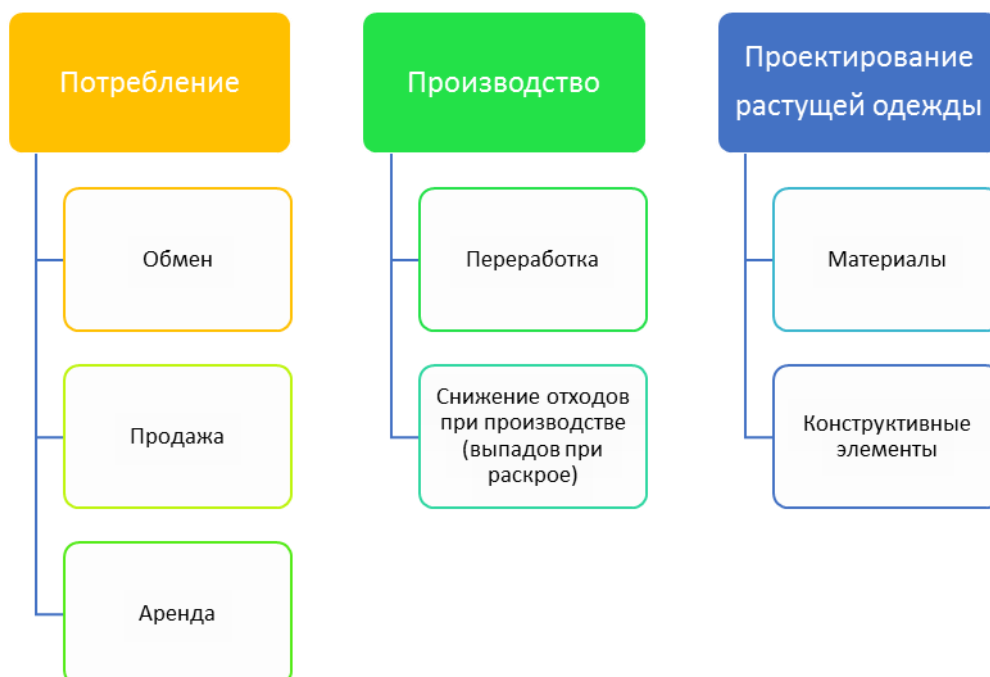 Потребление
Обмен
Продажа
Аренда
Производство
Переработка
Снижение отходов
при производстве
(выпадов при
раскрое)
Проектирование
растущей одежды
Материалы
Конструктивные
элементы